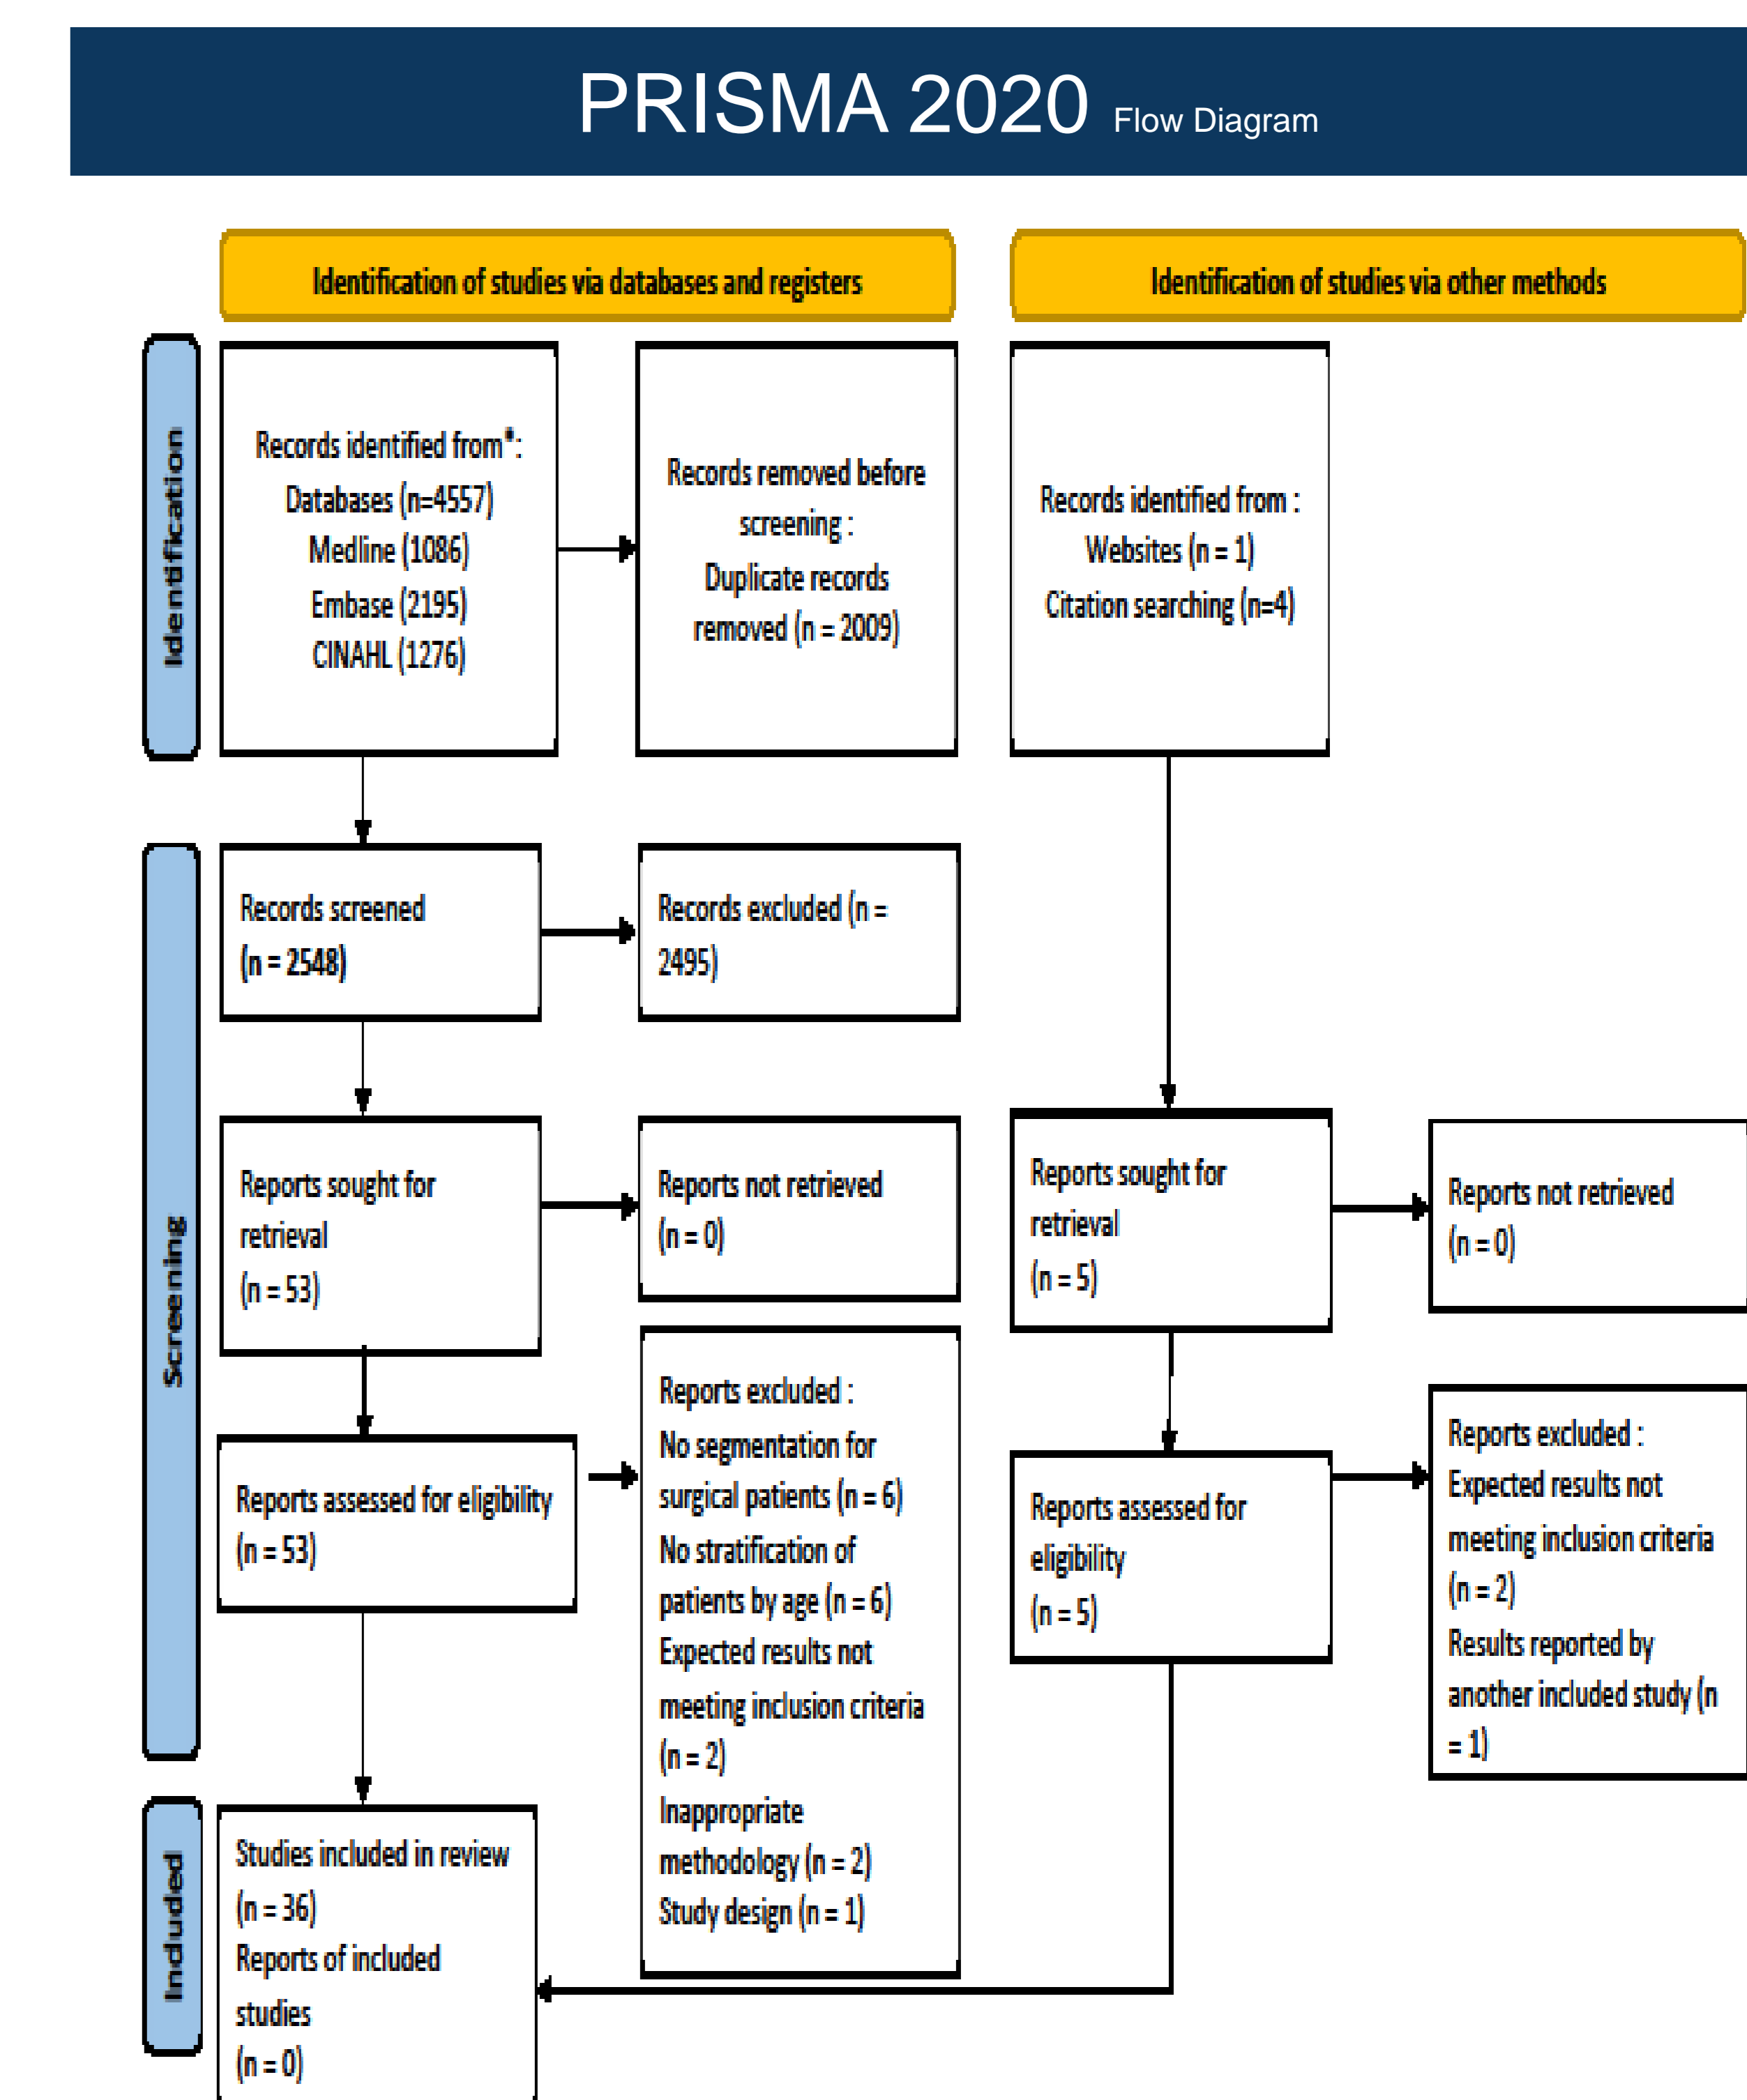 PRISMA 2020 Flow Diagram
Identification of studies via databases and registers
Identification of studies via other methods
Identification
Records identified from*:
Databases (n=4557)
Medline (1086)
Embase (2195)
CINAHL (1276)
Records removed before
screening :
Duplicate records
removed (n = 2009)
Records identified from :
Websites (n = 1)
Citation searching (n=4)
Screening
Records screened
(n = 2548)
Records excluded (n =
2495)
Reports sought for
retrieval
(n = 53)
Reports not retrieved
(n = 0)
Reports sought for
retrieval
(n = 5)
Reports not retrieved
(n = 0)
Reports assessed for eligibility
(n = 53)
Reports excluded :
No segmentation for
surgical patients (n = 6)
No stratification of
patients by age (n = 6)
Expected results not
meeting inclusion criteria
(n = 2)
Inappropriate
methodology (n = 2)
Study design (n = 1)
Reports assessed for
eligibility
(n = 5)
Reports excluded :
Expected results not
meeting inclusion criteria
(n = 2)
Results reported by
another included study (n
= 1)
Included
Studies included in review
(n = 36)
Reports of included
studies
(n = 0)